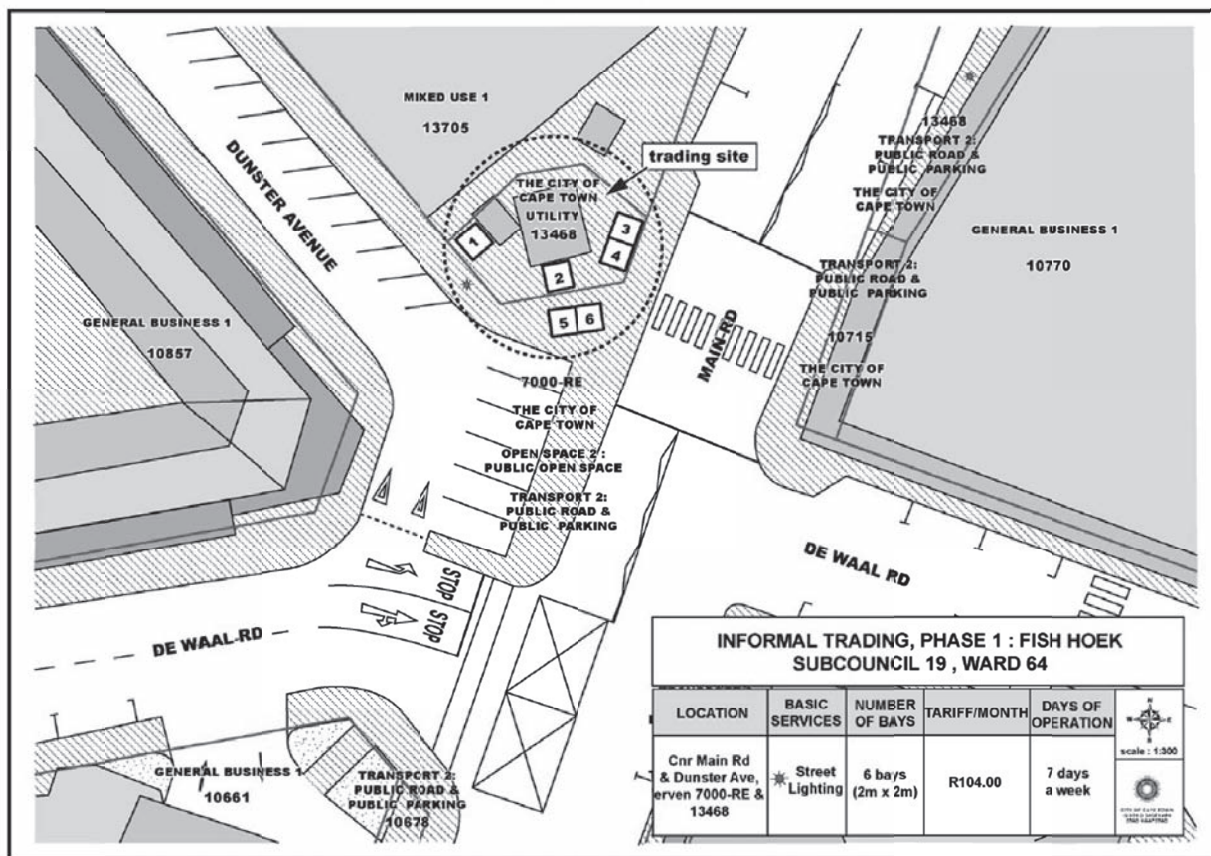 MIXED USE 1
13705
DUNSTER AVENUE
trading site
THE CITY OF
CAPE TOWN
UTILITY
13468
1
2
3
4
5
6
13468
TRANSPORT 2:
PUBLIC ROAD &
PUBLIC PARKING
THE CITY OF
CAPE TOWN
GENERAL BUSINESS 1
10770
TRANSPORT 2:
PUBLIC ROAD &
PUBLIC PARKING
10715
THE CITY OF
CAPE TOWN
GENERAL BUSINESS 1
10857
MAIN RD
7000-RE
THE CITY OF
CAPE TOWN
OPEN SPACE 2 :
PUBLIC OPEN SPACE
TRANSPORT 2:
PUBLIC ROAD &
PUBLIC PARKING
DE WAAL RD
STOP
STOP
DE WAAL-RD
GENERAL BUSINESS 1
10661
TRANSPORT 2:
PUBLIC ROAD &
PUBLIC PARKING
10678
INFORMAL TRADING, PHASE 1 : FISH HOEK
SUBCOUNCIL 19 , WARD 64
LOCATION
BASIC
SERVICES
NUMBER
OF BAYS
TARIFF/MONTH
DAYS OF
OPERATION
Cnr Main Rd
& Dunster Ave,
erven 7000-RE &
13468
Street
Lighting
6 bays
(2m x 2m)
R104.00
7 days
a week
N
W
E
S
scale : 1:300
CITY OF CAPE TOWN